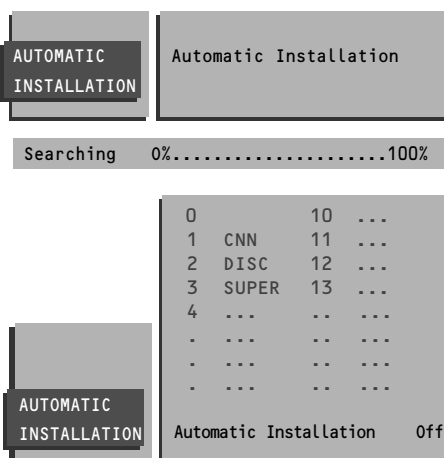 AUTOMATIC
INSTALLATION
Automatic Installation
Searching 0%......................100%
0 10 ...
1 CNN 11 ...
2 DISC 12 ...
3 SUPER 13 ...
4 ... .. ...
. ... .. ...
. ... .. ...
. ... .. ...
AUTOMATIC
INSTALLATION
Automatic Installation Off